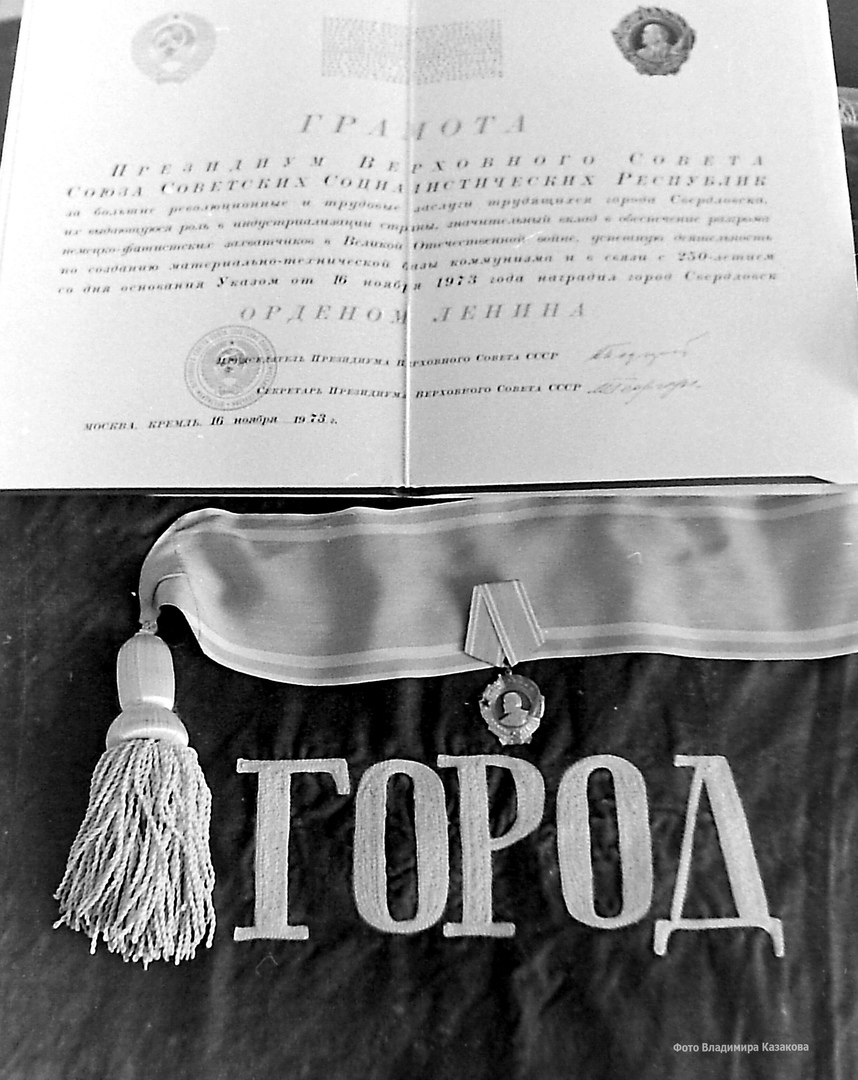 ГРАМОТА
ПРЕЗИДИУМ ВЕРХОВНОГО СОВЕТА
СОЮЗА СОВЕТСКИХ СОЦИАЛИСТИЧЕСКИХ РЕСПУБЛИК
за большие революционные и трудовые заслуги трудящихся города Свердловска,
их выдающуюся роль в индустриализации страны, значительный вклад в обеспечение разгрома
немецко-фашистских захватчиков в Великой Отечественной войне, успешную деятельность
по созданию материально-технической базы коммунизма и в связи с 250-летием
со дня основания Указом от 16 ноября 1973 года наградил город Свердловск
ОРДЕНОМ ЛЕНИНА
ПРЕДСЕДАТЕЛЬ ПРЕЗИДИУМА ВЕРХОВНОГО СОВЕТА СССР
СЕКРЕТАРЬ ПРЕЗИДИУМА ВЕРХОВНОГО СОВЕТА СССР
МОСКВА, КРЕМЛЬ. 16 ноября 1973 г.
ГОРОД
Фото Владимира Казакова